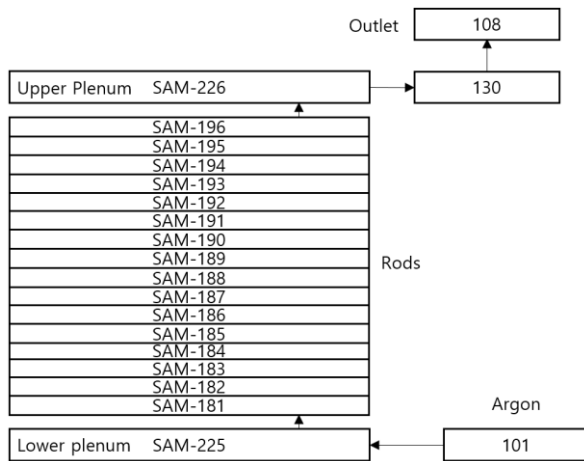 Outlet 108
Upper Plenum SAM-226 130
SAM-196
SAM-195
SAM-194
SAM-193
SAM-192
SAM-191
SAM-190
SAM-189
Rods
SAM-188
SAM-187
SAM-186
SAM-185
SAM-184
SAM-183
SAM-182
SAM-181
Argon
Lower plenum SAM-225 101